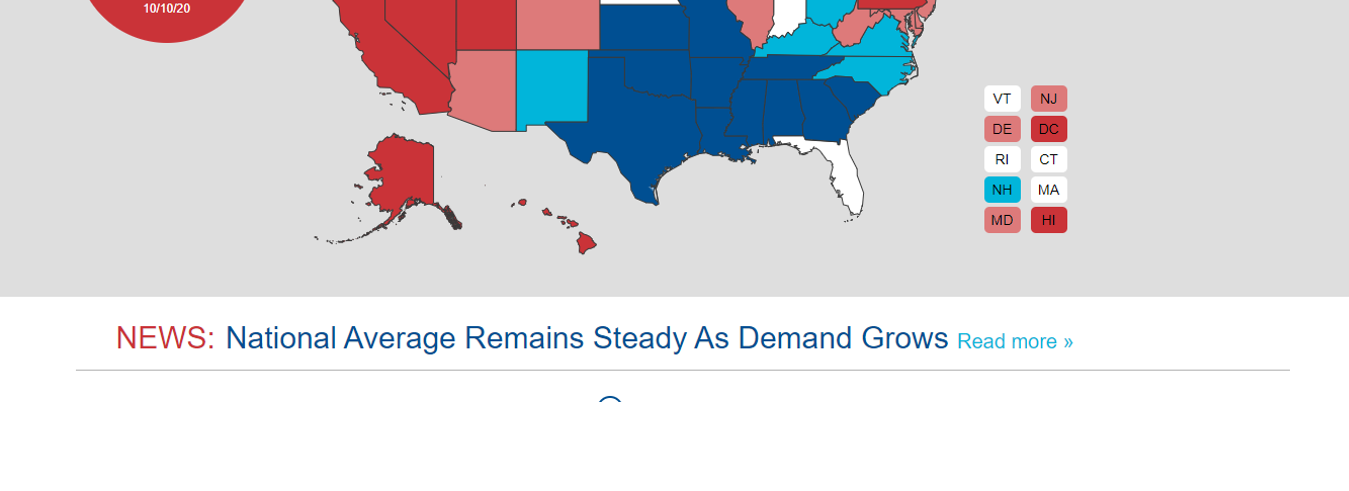 10/10/20
VT NJ
DE DC
RI CT
NH MA
MD HI
NEWS: National Average Remains Steady As Demand Grows Read more »